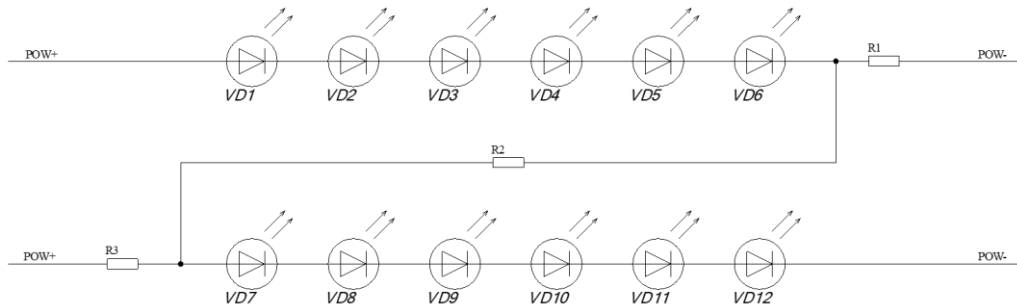 POW+ R1 POW-
VD1 VD2 VD3 VD4 VD5 VD6
R2
POW+ R3 POW-
VD7 VD8 VD9 VD10 VD11 VD12